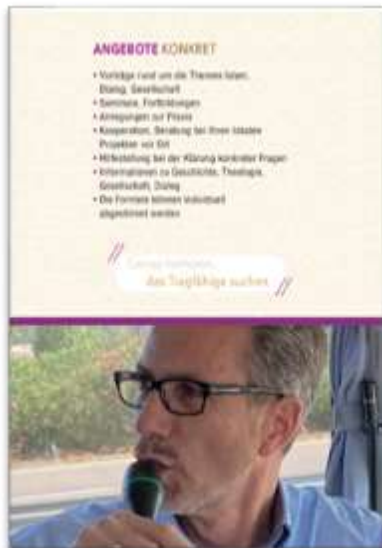 ANGEBOTE KONKRET
• Vorträge rund um die Themen Islam,
Dialog, Gesellschaft
• Seminare, Fortbildungen
• Anregungen zur Praxis
• Kooperation, Beratung bei Ihren lokalen
Projekten vor Ort
• Hilfestellung bei der Klärung konkreter Fragen
• Informationen zu Geschichte, Theologie,
Gesellschaft, Dialog
• Die Formate können individuell
abgestimmt werden
das Tragfähige suchen